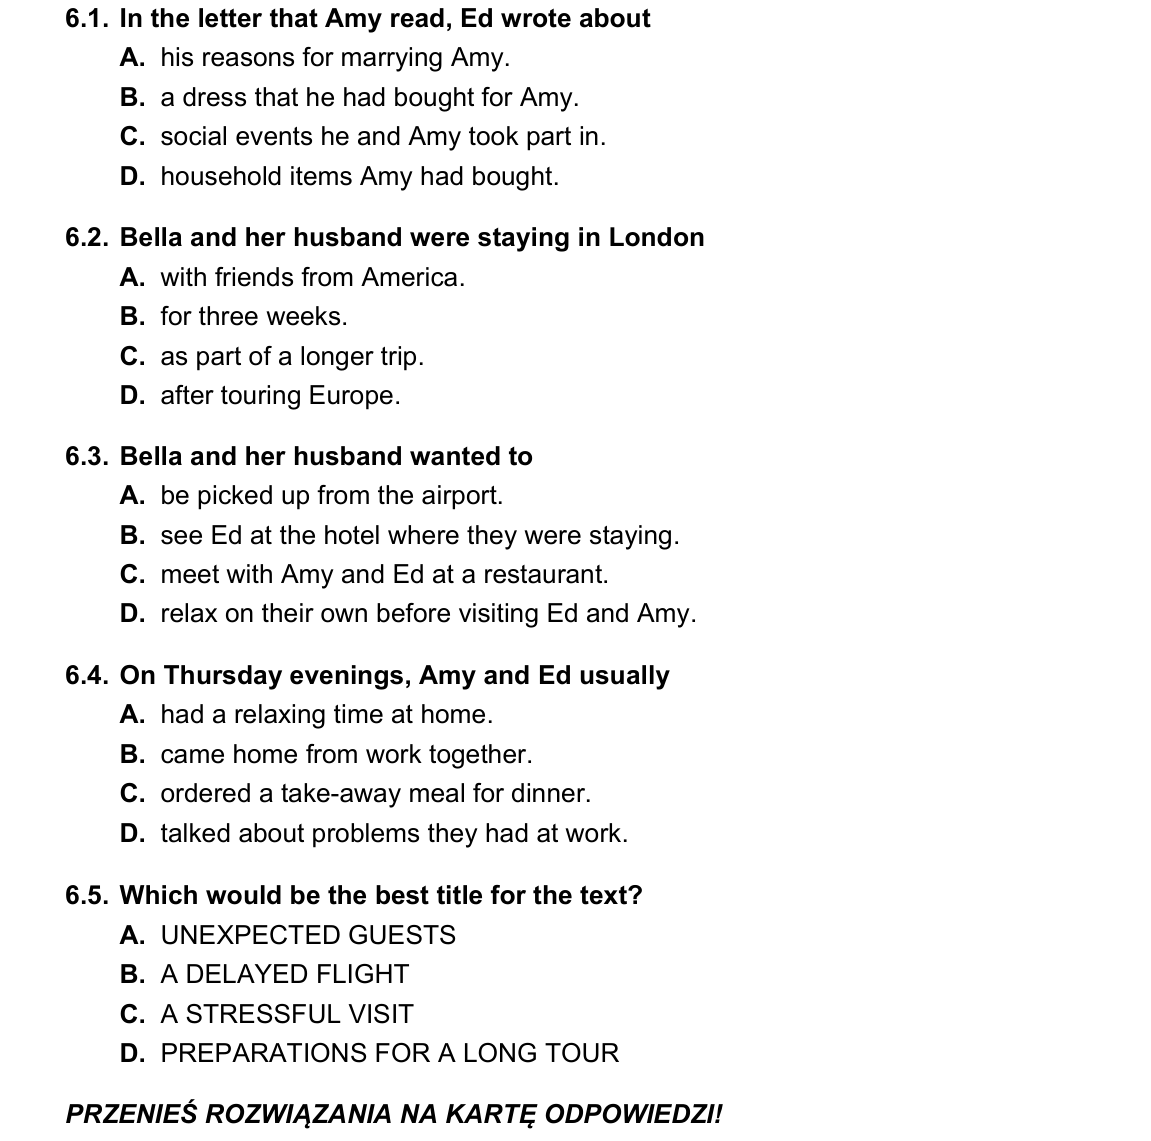 6.1. In the letter that Amy read, Ed wrote about
A. his reasons for marrying Amy.
B. a dress that he had bought for Amy.
C. social events he and Amy took part in.
D. household items Amy had bought.
6.2. Bella and her husband were staying in London
A. with friends from America.
B. for three weeks.
C. as part of a longer trip.
D. after touring Europe.
6.3. Bella and her husband wanted to
A. be picked up from the airport.
B. see Ed at the hotel where they were staying.
C. meet with Amy and Ed at a restaurant.
D. relax on their own before visiting Ed and Amy.
6.4. On Thursday evenings, Amy and Ed usually
A. had a relaxing time at home.
B. came home from work together.
C. ordered a take-away meal for dinner.
D. talked about problems they had at work.
6.5. Which would be the best title for the text?
A. UNEXPECTED GUESTS
B. A DELAYED FLIGHT
C. A STRESSFUL VISIT
D. PREPARATIONS FOR A LONG TOUR
PRZENIEŚ ROZWIĄZANIA NA KARTĘ ODPOWIEDZI!